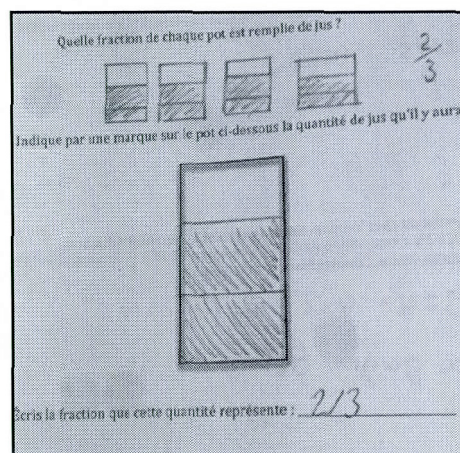 Quelle fraction de chaque pot est remplie de jus ?
2/3
Indique par une marque sur le pot ci-dessous la quantité de jus qu'il y aura
Écris la fraction que cette quantité représente : 2/3